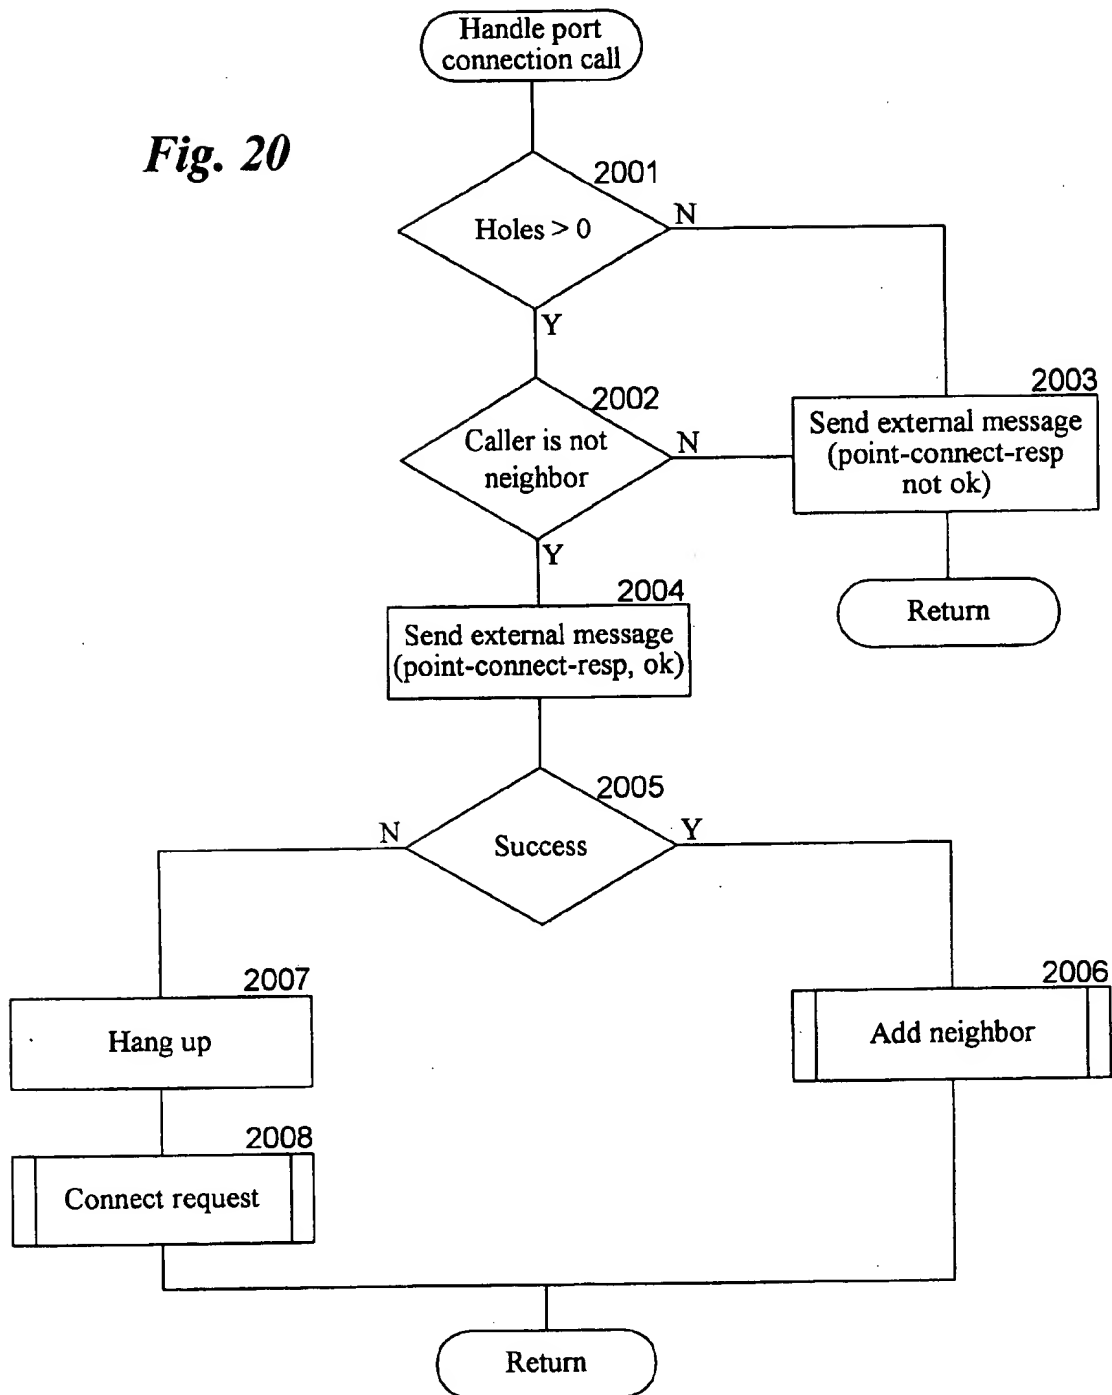 Handle port
connection call
Fig. 20
2001
Holes > 0
N
Y
2002
Caller is not
neighbor
N
Y
2003
Send external message
(point-connect-resp
not ok)
Return
2004
Send external message
(point-connect-resp, ok)
2005
Success
N
Y
2007
Hang up
2006
Add neighbor
2008
Connect request
Return